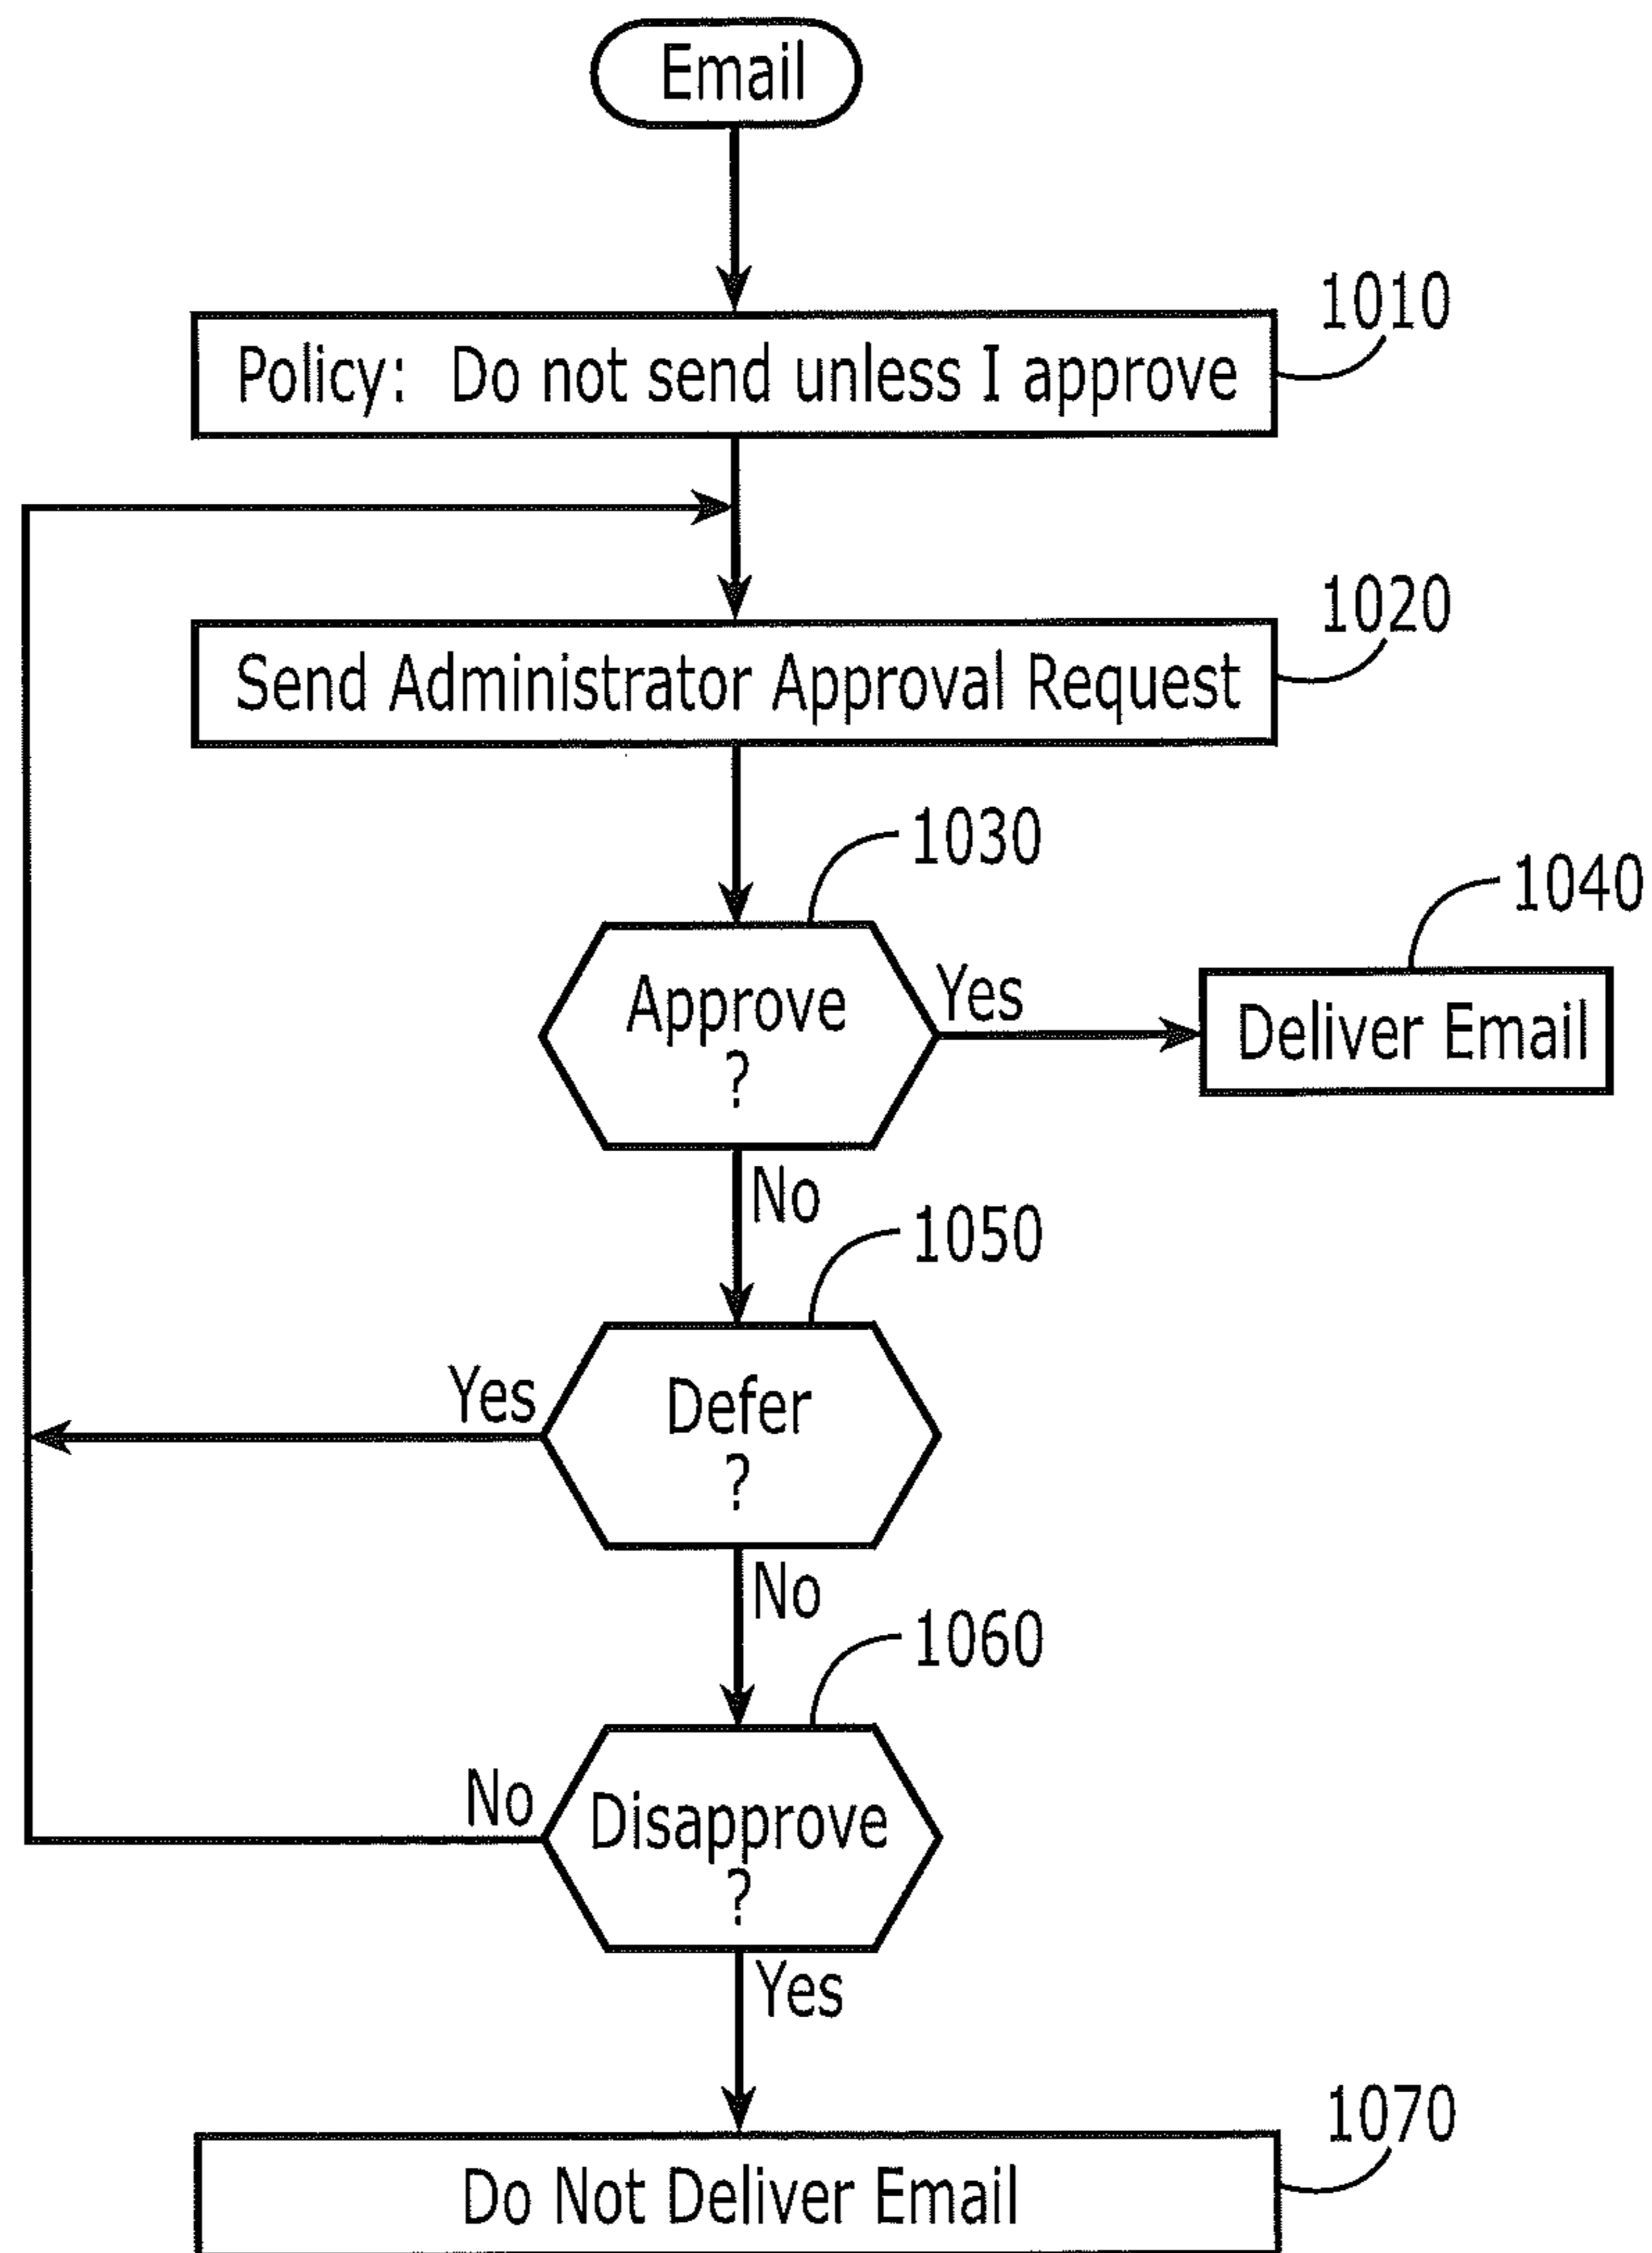 Email
1010
Policy: Do not send unless I approve
1020
Send Administrator Approval Request
1030
1040
Approve
?
Yes
Deliver Email
No
1050
Yes
Defer
?
No
1060
No
Disapprove
?
Yes
1070
Do Not Deliver Email